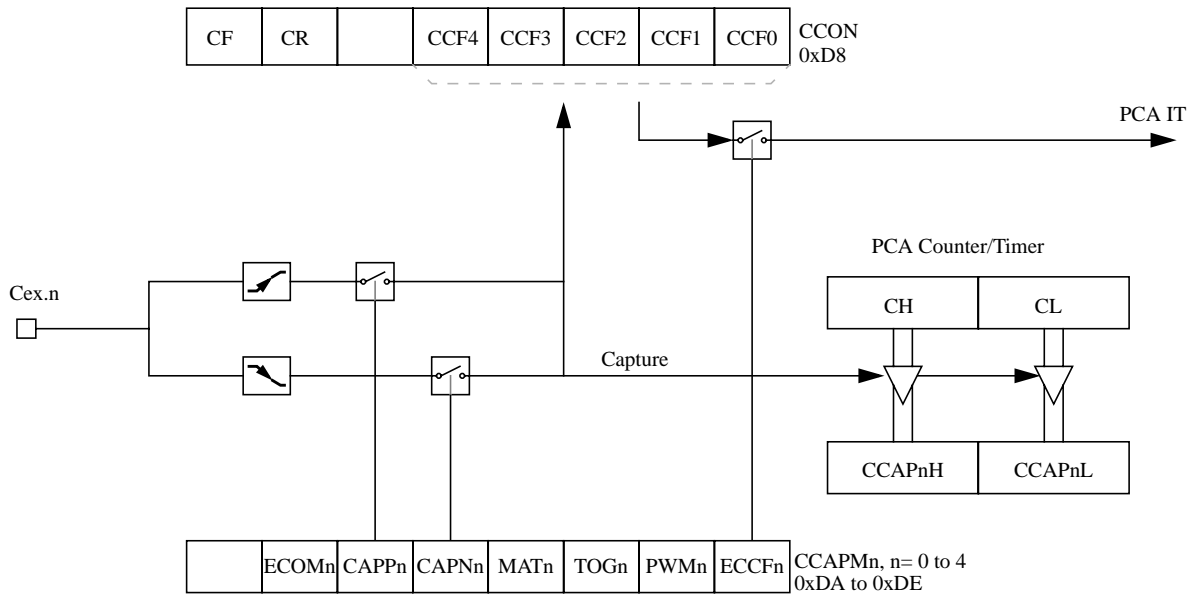 CF CR CCF4 CCF3 CCF2 CCF1 CCF0 CCON
0xD8
PCA IT
PCA Counter/Timer
Cex.n
CH CL
Capture
CCAPnH CCAPnL
ECOMn CAPPn CAPNn MATn TOGn PWMn ECCFn CCAPMn, n= 0 to 4
0xDA to 0xDE